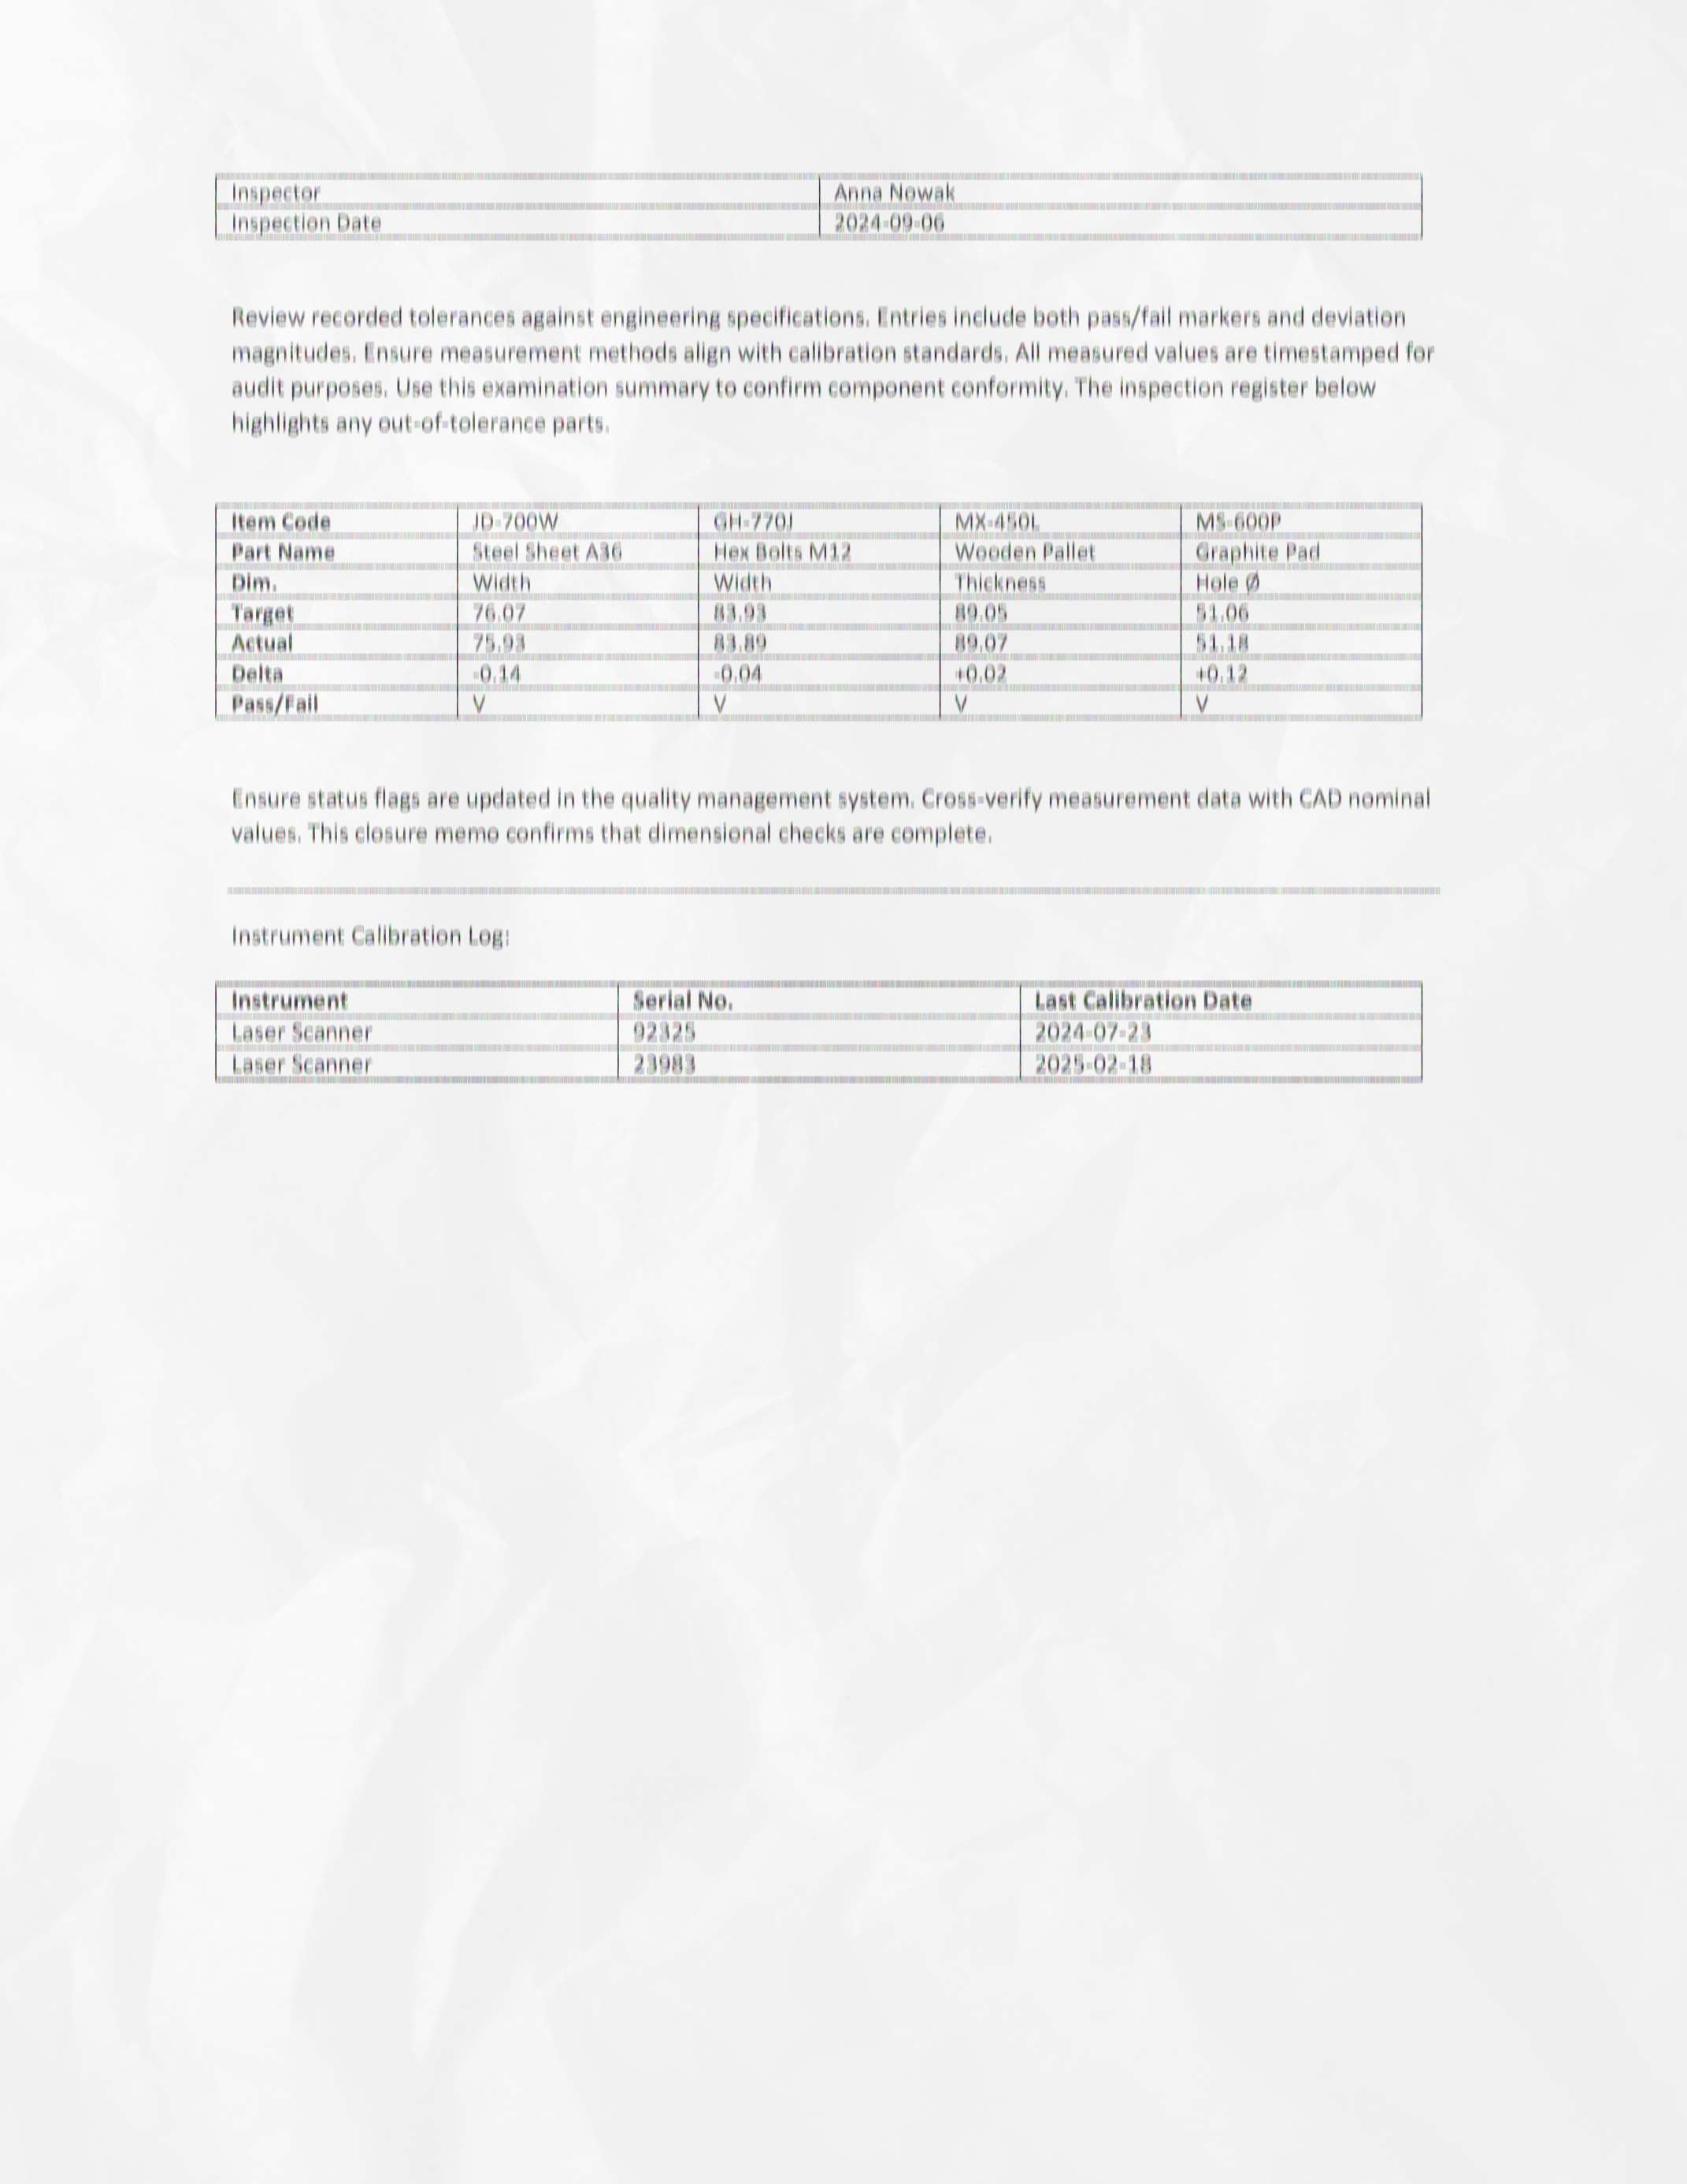 Inspector Anna Nowak
Inspection Date 2024-09-06
Review recorded tolerances against engineering specifications. Entries include both pass/fail markers and deviation
magnitudes. Ensure measurement methods align with calibration standards. All measured values are timestamped for
audit purposes. Use this examination summary to confirm component conformity. The inspection register below
highlights any out-of-tolerance parts.
Item Code JD-700W GH-770J MX-450L MS-600P
Part Name Steel Sheet A36 Hex Bolts M12 Wooden Pallet Graphite Pad
Dim. Width Width Thickness Hole Ø
Target 76.07 83.93 89.05 51.06
Actual 75.93 83.89 89.07 51.18
Delta -0.14 -0.04 +0.02 +0.12
Pass/Fail V V V V
Ensure status flags are updated in the quality management system. Cross-verify measurement data with CAD nominal
values. This closure memo confirms that dimensional checks are complete.
Instrument Calibration Log:
Instrument Serial No. Last Calibration Date
Laser Scanner 92325 2024-07-23
Laser Scanner 23983 2025-02-18